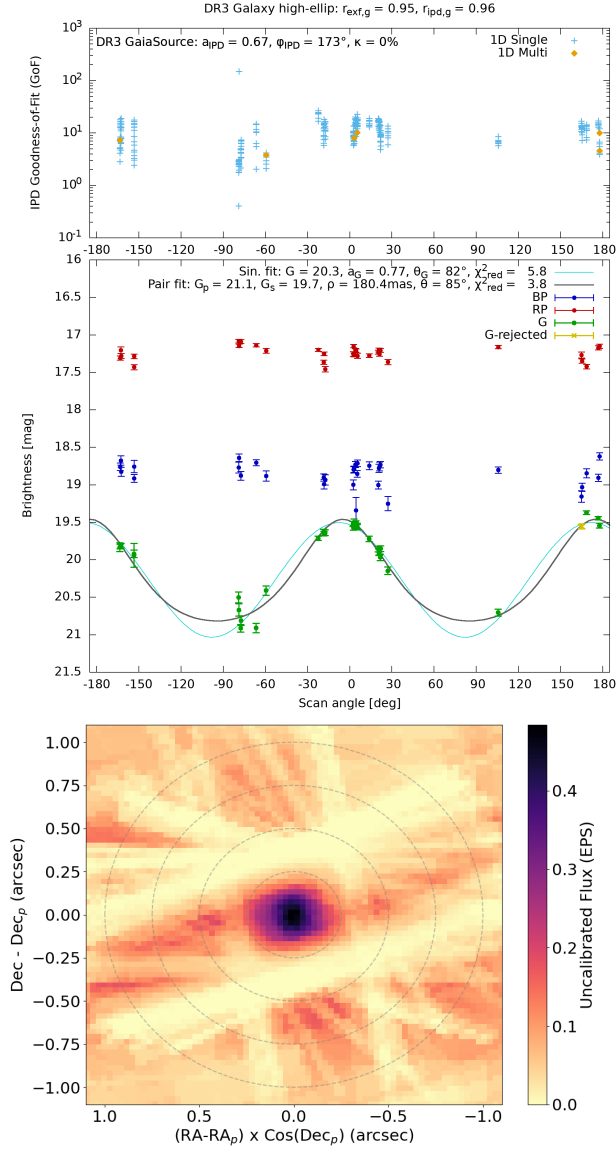 DR3 Galaxy high-ellip: r_exf,g = 0.95, r_ipd,g = 0.96
DR3 GaiaSource: a_IPD = 0.67, φ_IPD = 173°, κ = 0%
1D Single
1D Multi
IPD Goodness-of-Fit (GoF)
10^3
10^2
10^1
10^0
10^-1
-180 -150 -120 -90 -60 -30 0 30 60 90 120 150 180
Sin. fit: G = 20.3, a_G = 0.77, θ_G = 82°, χ²_red = 5.8
Pair fit: G_p = 21.1, G_s = 19.7, ρ = 180.4mas, θ = 85°, χ²_red = 3.8
BP
RP
G
G-rejected
Brightness [mag]
16
16.5
17
17.5
18
18.5
19
19.5
20
20.5
21
21.5
-180 -150 -120 -90 -60 -30 0 30 60 90 120 150 180
Scan angle [deg]
Dec - Dec_p (arcsec)
1.00
0.75
0.50
0.25
0.00
−0.25
−0.50
−0.75
−1.00
1.0 0.5 0.0 −0.5 −1.0
(RA-RA_p) x Cos(Dec_p) (arcsec)
0.4
0.3
0.2
0.1
0.0
Uncalibrated Flux (EPS)